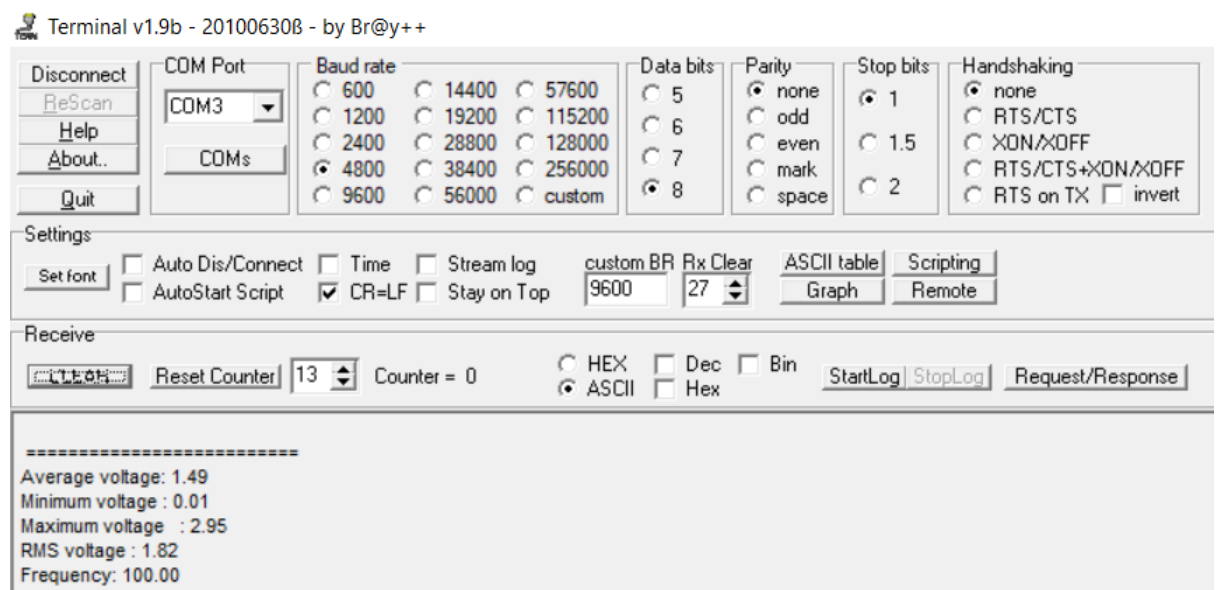 Terminal v1.9b - 20100630ß - by Br@y++
Disconnect
ReScan
Help
About..
Quit
COM Port
COM3
COMs
Baud rate
600 14400 57600
1200 19200 115200
2400 28800 128000
4800 38400 256000
9600 56000 custom
Data bits
5
6
7
8
Parity
none
odd
even
mark
space
Stop bits
1
1.5
2
Handshaking
none
RTS/CTS
XON/XOFF
RTS/CTS+XON/XOFF
RTS on TX invert
Settings
Set font
Auto Dis/Connect Time Stream log
AutoStart Script CR=LF Stay on Top
custom BR Rx Clear
9600 27
ASCII table Scripting
Graph Remote
Receive
CLEAR Reset Counter 13 Counter = 0
HEX Dec Bin
ASCII Hex
StartLog StopLog Request/Response
==========================
Average voltage: 1.49
Minimum voltage : 0.01
Maximum voltage : 2.95
RMS voltage : 1.82
Frequency: 100.00